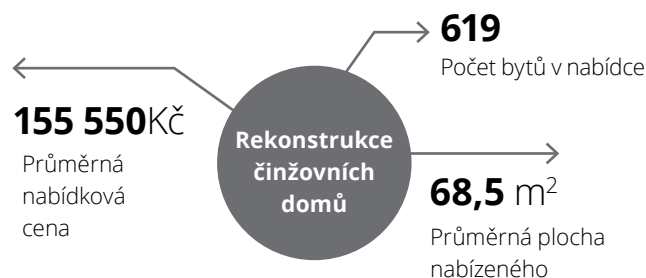 619
Počet bytů v nabídce
155 550Kč
Průměrná
nabídková
cena
Rekonstrukce
činžovních
domů
68,5 m²
Průměrná plocha
nabízeného